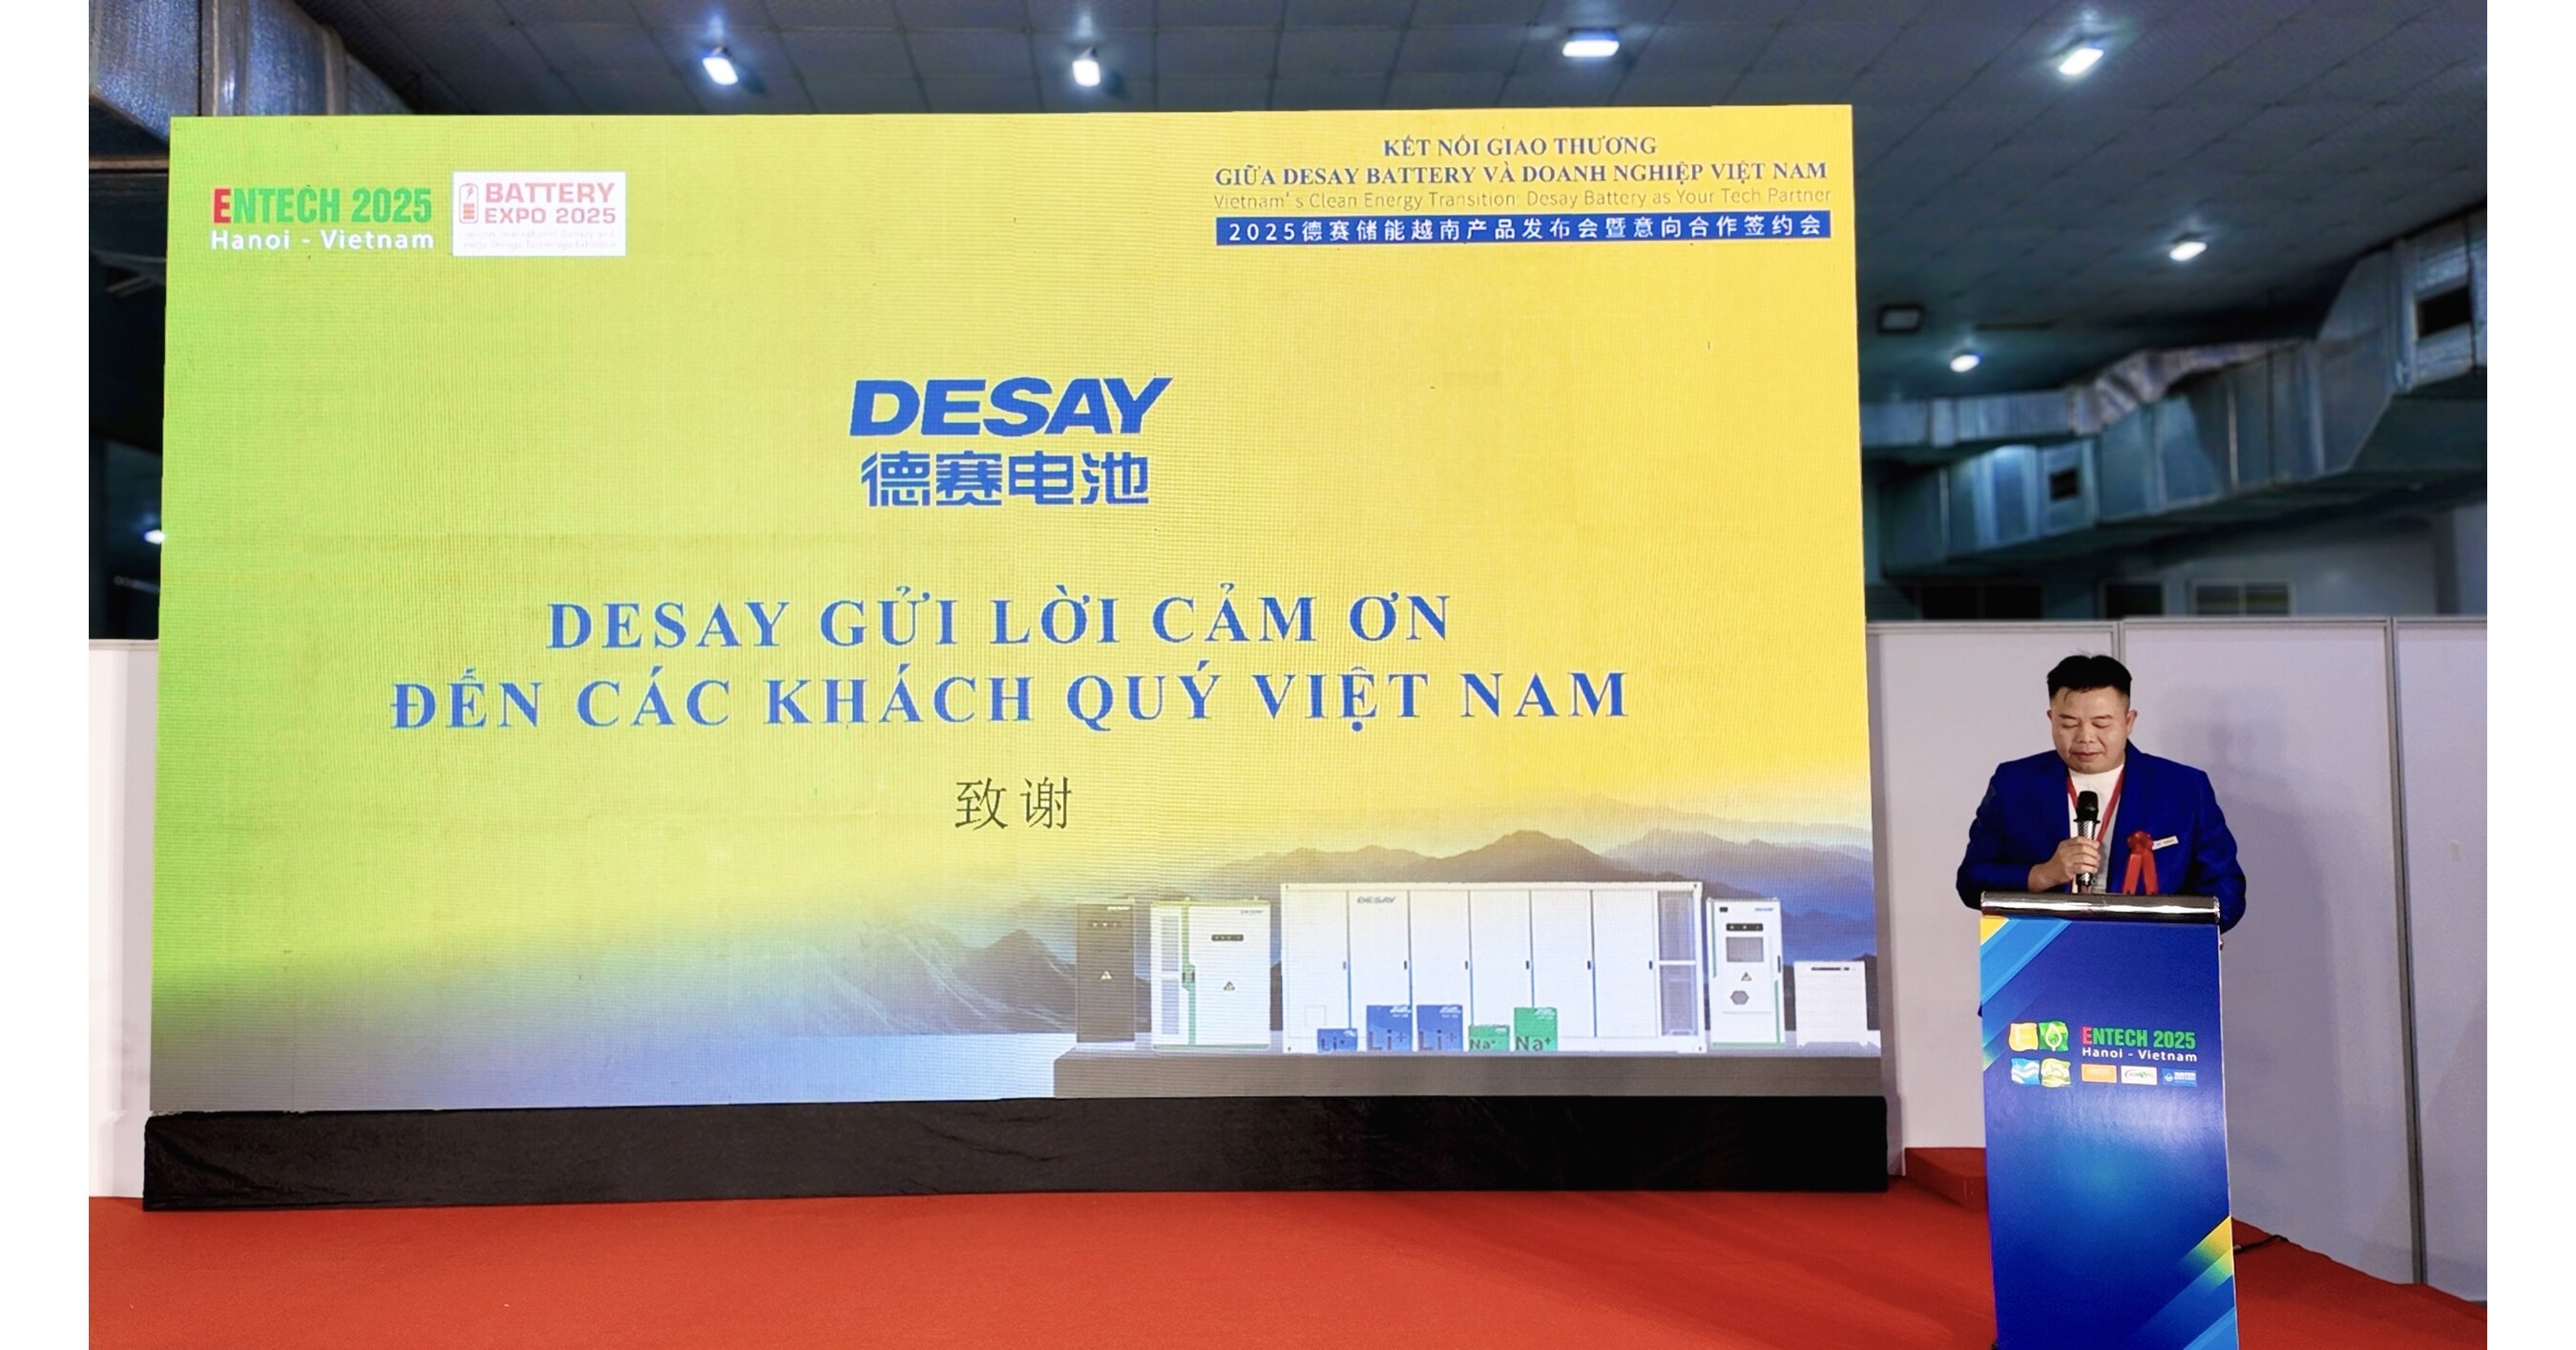 ENTECH 2025
Hanoi - Vietnam
BATTERY
EXPO 2025
KẾT NỐI GIAO THƯƠNG
GIỮA DESAY BATTERY VÀ DOANH NGHIỆP VIỆT NAM
Vietnam's Clean Energy Transition: Desay Battery as Your Tech Partner
2025德赛储能越南产品发布会暨意向合作签约会
DESAY
德赛电池
DESAY GỬI LỜI CẢM ƠN
ĐẾN CÁC KHÁCH QUÝ VIỆT NAM
致谢
DESAY
Li+
Li+
Li+
Na+
Na+
ENTECH 2025
Hanoi - Vietnam